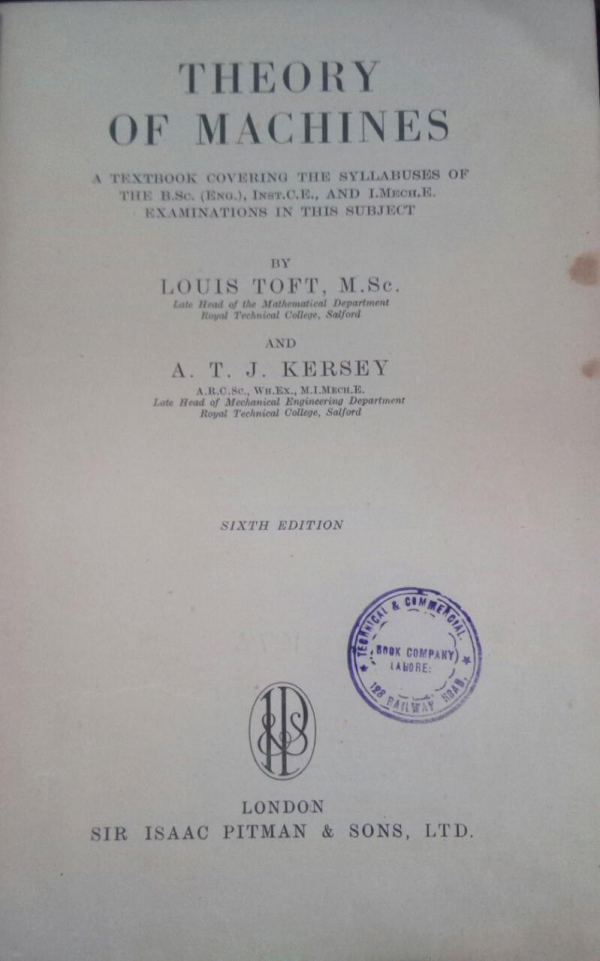 THEORY
OF MACHINES
A TEXTBOOK COVERING THE SYLLABUSES OF
THE B.SC. (ENG.), INST.C.E., AND I.MECH.E.
EXAMINATIONS IN THIS SUBJECT
BY
LOUIS TOFT, M.Sc.
Late Head of the Mathematical Department
Royal Technical College, Salford
AND
A. T. J. KERSEY
A.R.C.SC., WH.EX., M.I.MECH.E.
Late Head of Mechanical Engineering Department
Royal Technical College, Salford
SIXTH EDITION
TECHNICAL & COMMERCIAL
BOOK COMPANY
LAHORE
RAILWAY ROAD
LONDON
SIR ISAAC PITMAN & SONS, LTD.